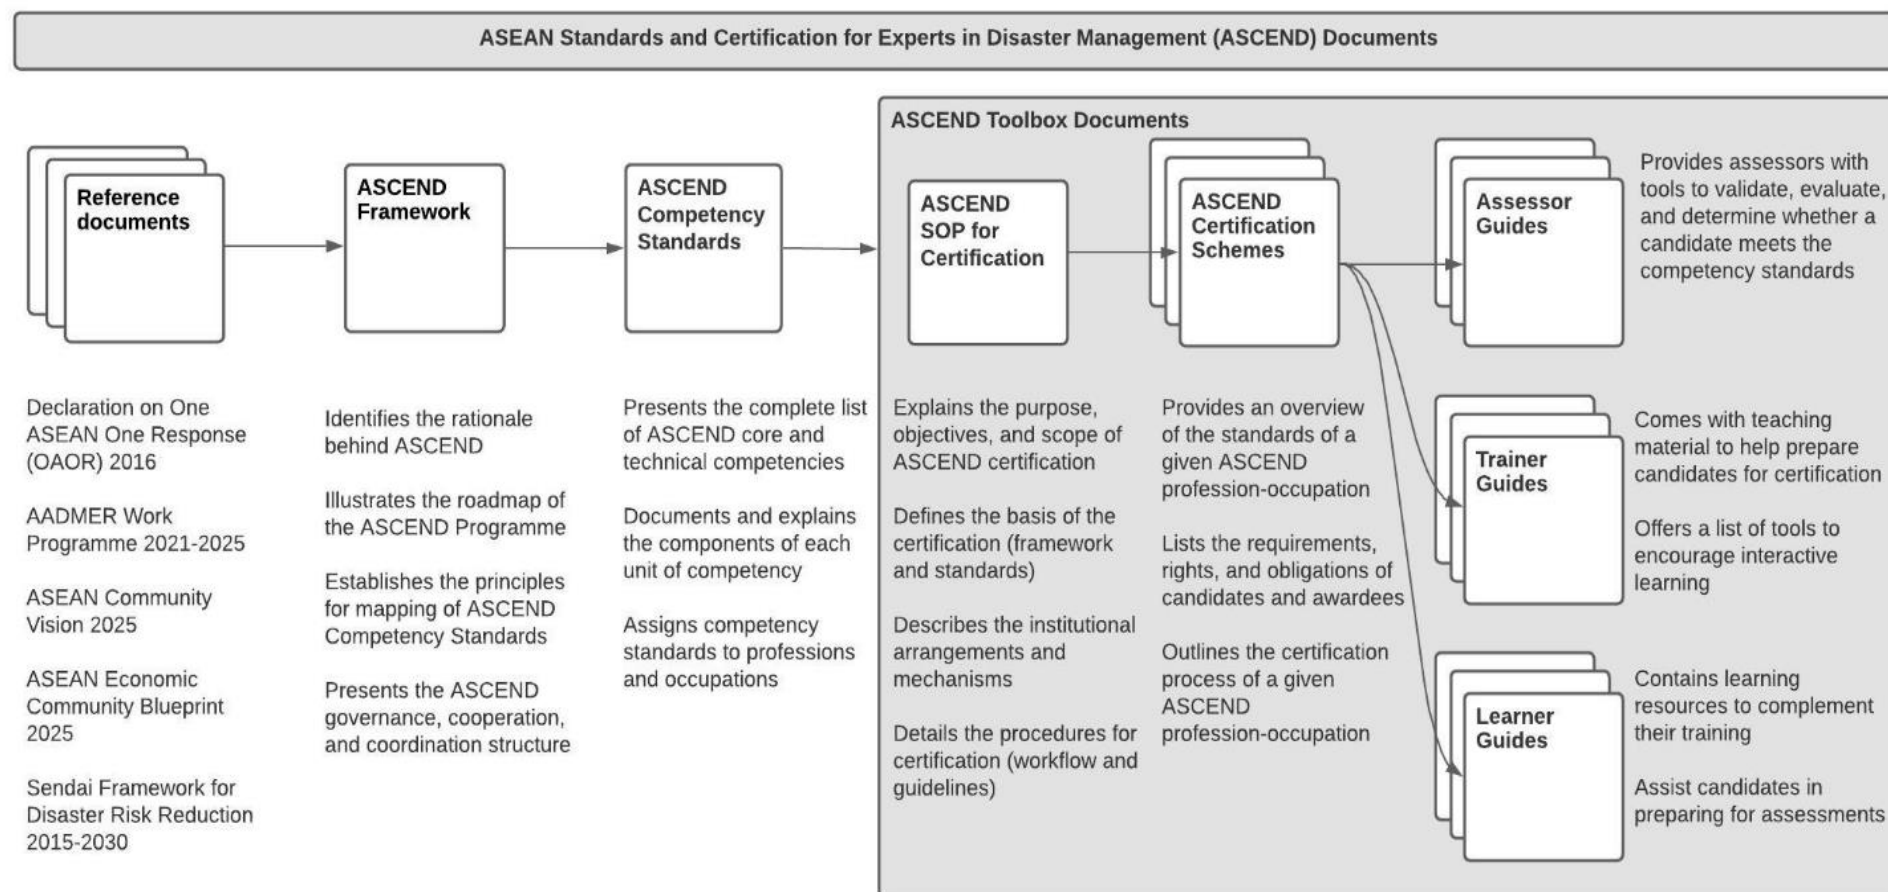 ASEAN Standards and Certification for Experts in Disaster Management (ASCEND) Documents
Reference
documents
Declaration on One
ASEAN One Response
(OAOR) 2016
AADMER Work
Programme 2021-2025
ASEAN Community
Vision 2025
ASEAN Economic
Community Blueprint
2025
Sendai Framework for
Disaster Risk Reduction
2015-2030
ASCEND
Framework
Identifies the rationale
behind ASCEND
Illustrates the roadmap of
the ASCEND Programme
Establishes the principles
for mapping of ASCEND
Competency Standards
Presents the ASCEND
governance, cooperation,
and coordination structure
ASCEND
Competency
Standards
Presents the complete list
of ASCEND core and
technical competencies
Documents and explains
the components of each
unit of competency
Assigns competency
standards to professions
and occupations
ASCEND Toolbox Documents
ASCEND
SOP for
Certification
Explains the purpose,
objectives, and scope of
ASCEND certification
Defines the basis of the
certification (framework
and standards)
Describes the institutional
arrangements and
mechanisms
Details the procedures for
certification (workflow and
guidelines)
ASCEND
Certification
Schemes
Provides an overview
of the standards of a
given ASCEND
profession-occupation
Lists the requirements,
rights, and obligations of
candidates and awardees
Outlines the certification
process of a given
ASCEND
profession-occupation
Assessor
Guides
Provides assessors with
tools to validate, evaluate,
and determine whether a
candidate meets the
competency standards
Trainer
Guides
Comes with teaching
material to help prepare
candidates for certification
Offers a list of tools to
encourage interactive
learning
Learner
Guides
Contains learning
resources to complement
their training
Assist candidates in
preparing for assessments